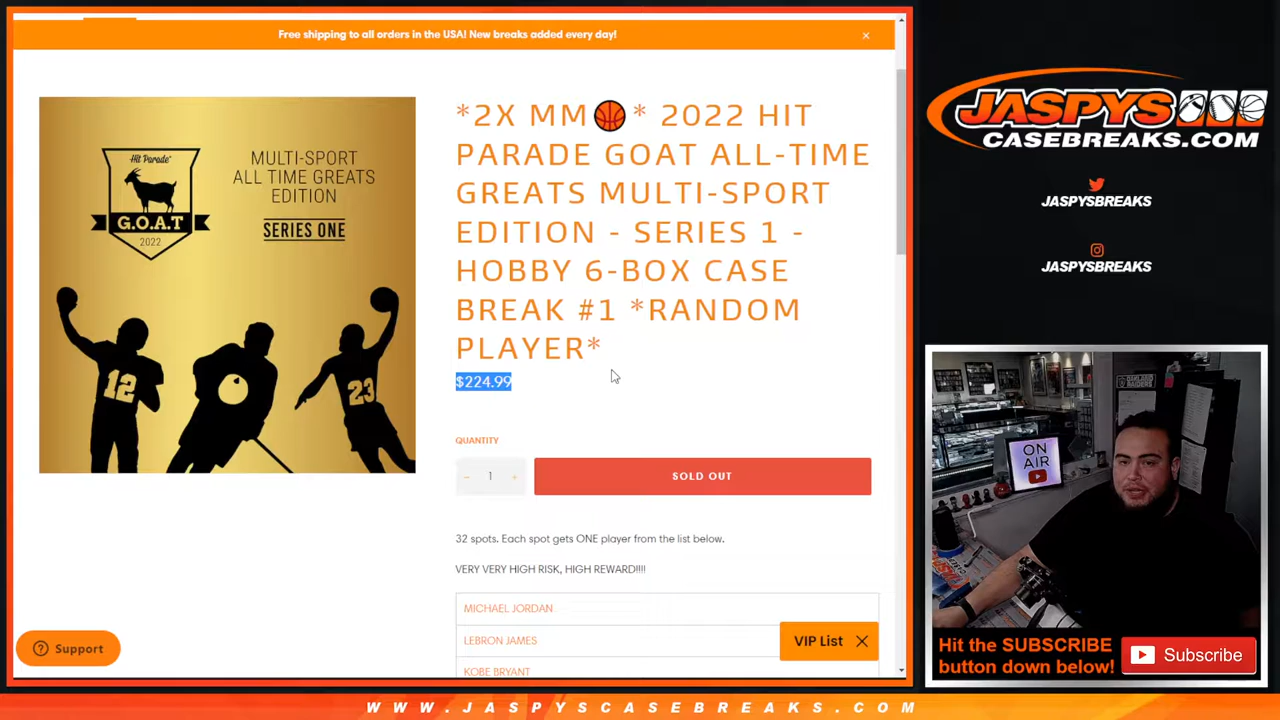 Free shipping to all orders in the USA! New breaks added every day!
×
Hit Parade
G.O.A.T
2022
MULTI-SPORT
ALL TIME GREATS
EDITION
SERIES ONE
12
23
*2X MM🏀* 2022 HIT
PARADE GOAT ALL-TIME
GREATS MULTI-SPORT
EDITION - SERIES 1 -
HOBBY 6-BOX CASE
BREAK #1 *RANDOM
PLAYER*
$224.99
QUANTITY
− 1 +
SOLD OUT
32 spots. Each spot gets ONE player from the list below.
VERY VERY HIGH RISK, HIGH REWARD!!!!
MICHAEL JORDAN
LEBRON JAMES
KOBE BRYANT
Support
VIP List
JASPYS
CASEBREAKS.COM
JASPYSBREAKS
JASPYSBREAKS
OAKLAND
RAIDERS
ON
AIR
Hit the SUBSCRIBE
button down below!
Subscribe
WWW.JASPYSCASEBREAKS.COM